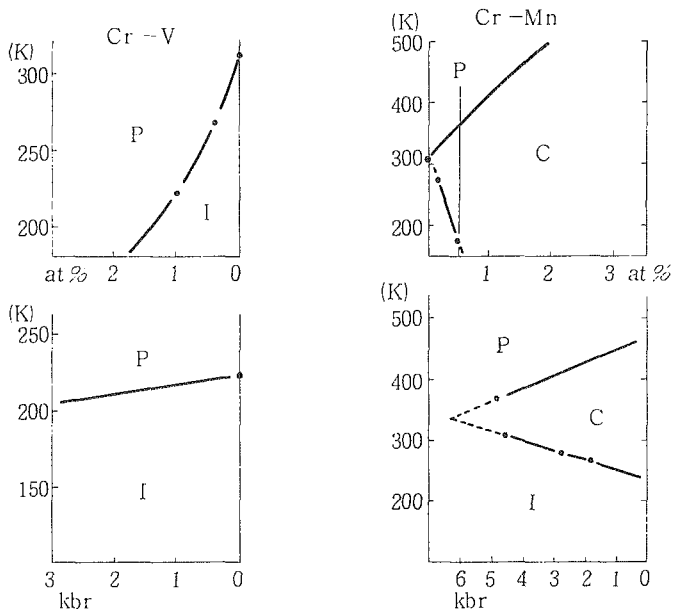 Cr-V
(K)
300
250
200
P
I
at % 2 1 0
Cr-Mn
(K)
500
400
300
200
P
C
1 2 3 at %
(K)
250
200
150
P
I
3 2 1 0
kbr
(K)
500
400
300
200
P
C
I
6 5 4 3 2 1 0
kbr